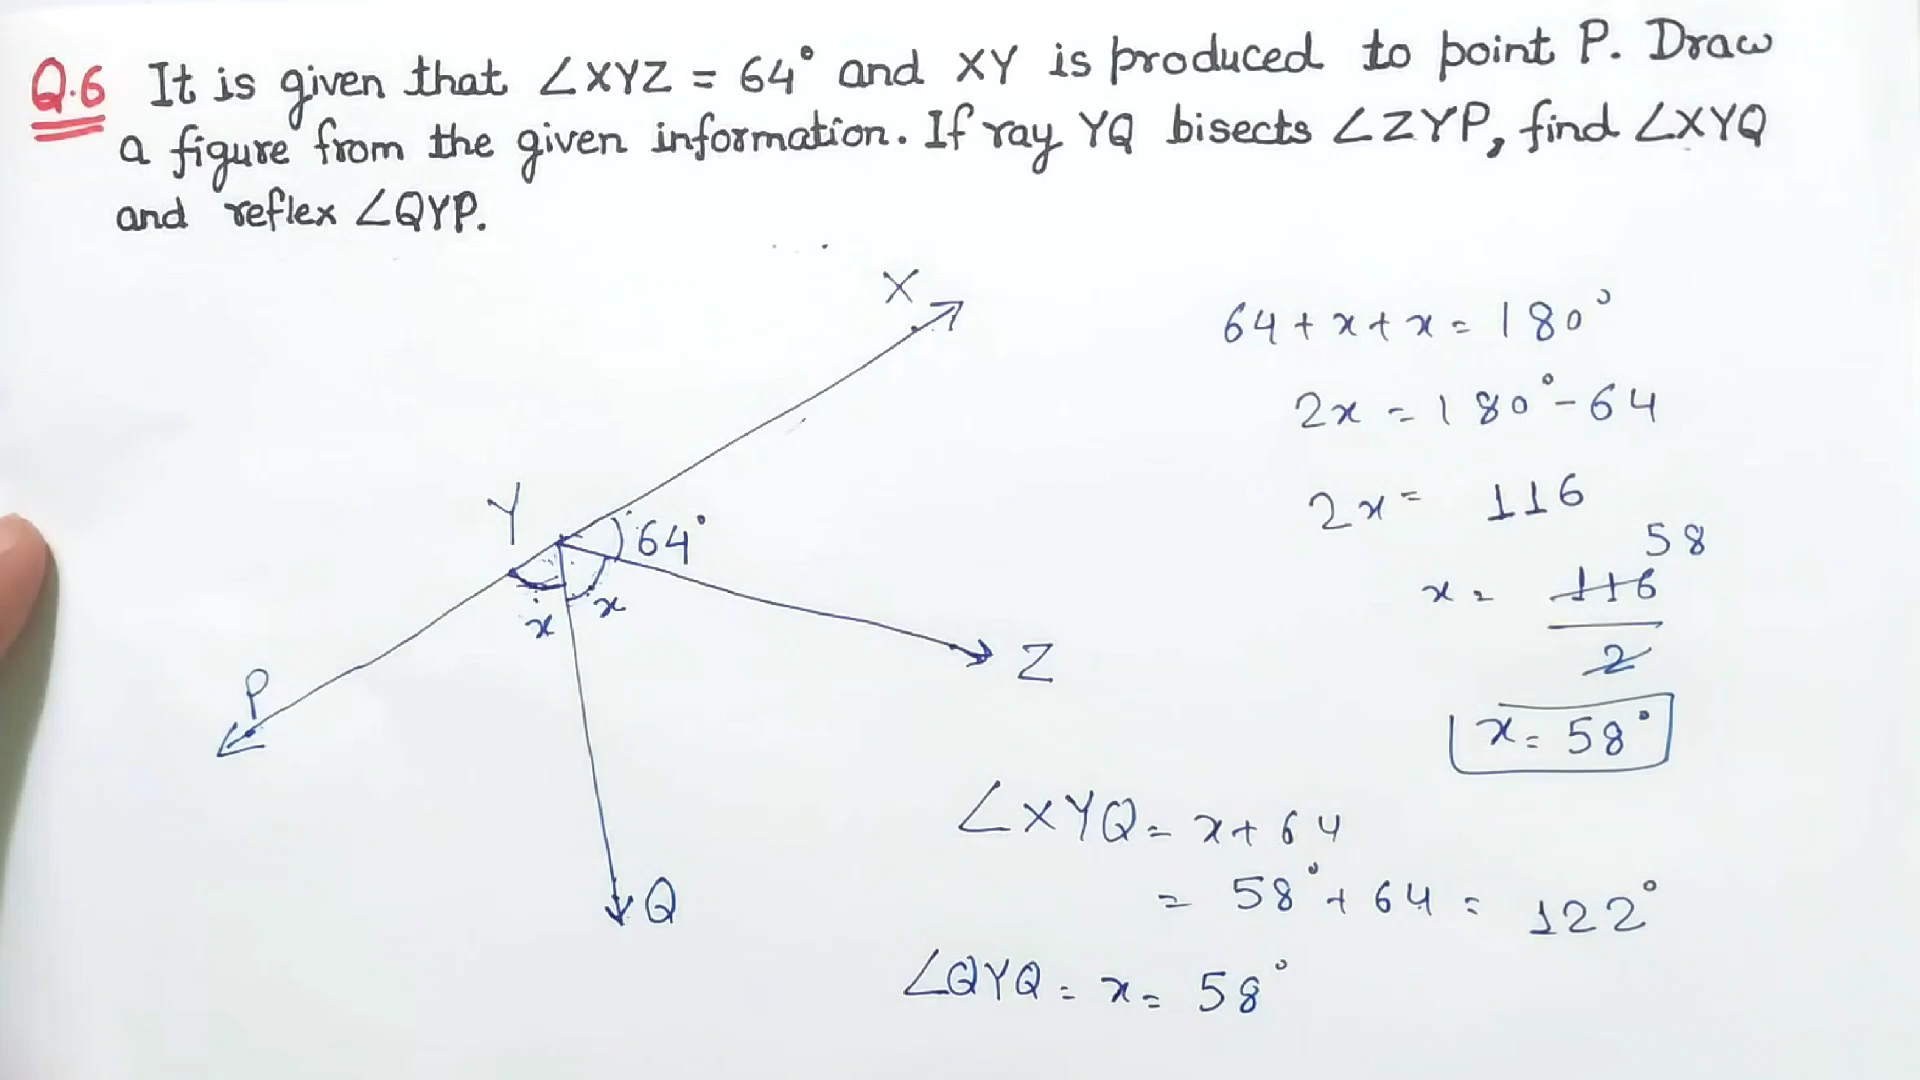 Q.6 It is given that ∠XYZ = 64° and XY is produced to point P. Draw
a figure from the given information. If ray YQ bisects ∠ZYP, find ∠XYQ
and reflex ∠QYP.
X
64 + x + x = 180°
2x = 180° - 64
2x = 116
Y
64°
58
x = 116
2
x
x
Z
P
x = 58°
∠XYQ = x + 64
= 58° + 64 = 122°
Q
∠QYQ = x = 58°